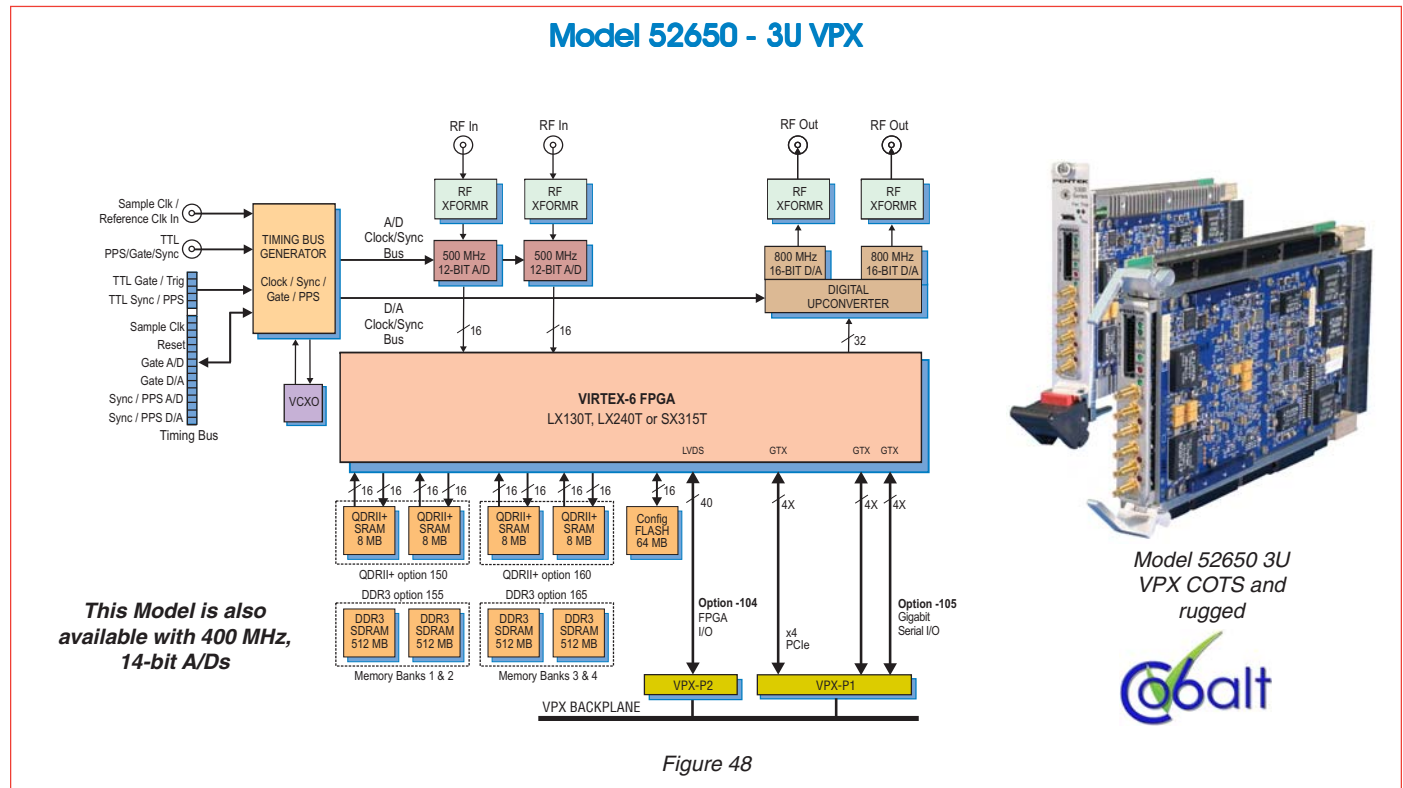 Model 52650 - 3U VPX
RF In
RF In
RF Out
RF Out
RF
XFORMR
RF
XFORMR
RF
XFORMR
RF
XFORMR
Sample Clk /
Reference Clk In
TTL
PPS/Gate/Sync
TTL Gate / Trig
TTL Sync / PPS
Sample Clk
Reset
Gate A/D
Gate D/A
Sync / PPS A/D
Sync / PPS D/A
Timing Bus
TIMING BUS
GENERATOR
Clock / Sync /
Gate / PPS
VCXO
A/D
Clock/Sync
Bus
D/A
Clock/Sync
Bus
500 MHz
12-BIT A/D
500 MHz
12-BIT A/D
800 MHz
16-BIT D/A
800 MHz
16-BIT D/A
DIGITAL
UPCONVERTER
16
16
32
VIRTEX-6 FPGA
LX130T, LX240T or SX315T
LVDS
GTX
GTX
GTX
16
16
16
16
16
16
16
16
16
40
4X
4X
4X
QDRII+
SRAM
8 MB
QDRII+
SRAM
8 MB
QDRII+
SRAM
8 MB
QDRII+
SRAM
8 MB
Config
FLASH
64 MB
QDRII+ option 150
QDRII+ option 160
DDR3 option 155
DDR3 option 165
DDR3
SDRAM
512 MB
DDR3
SDRAM
512 MB
DDR3
SDRAM
512 MB
DDR3
SDRAM
512 MB
Memory Banks 1 & 2
Memory Banks 3 & 4
Option -104
FPGA
I/O
x4
PCIe
Option -105
Gigabit
Serial I/O
VPX-P2
VPX-P1
VPX BACKPLANE
This Model is also
available with 400 MHz,
14-bit A/Ds
PENTEK
Model 52650 3U
VPX COTS and
rugged
Cobalt
Figure 48